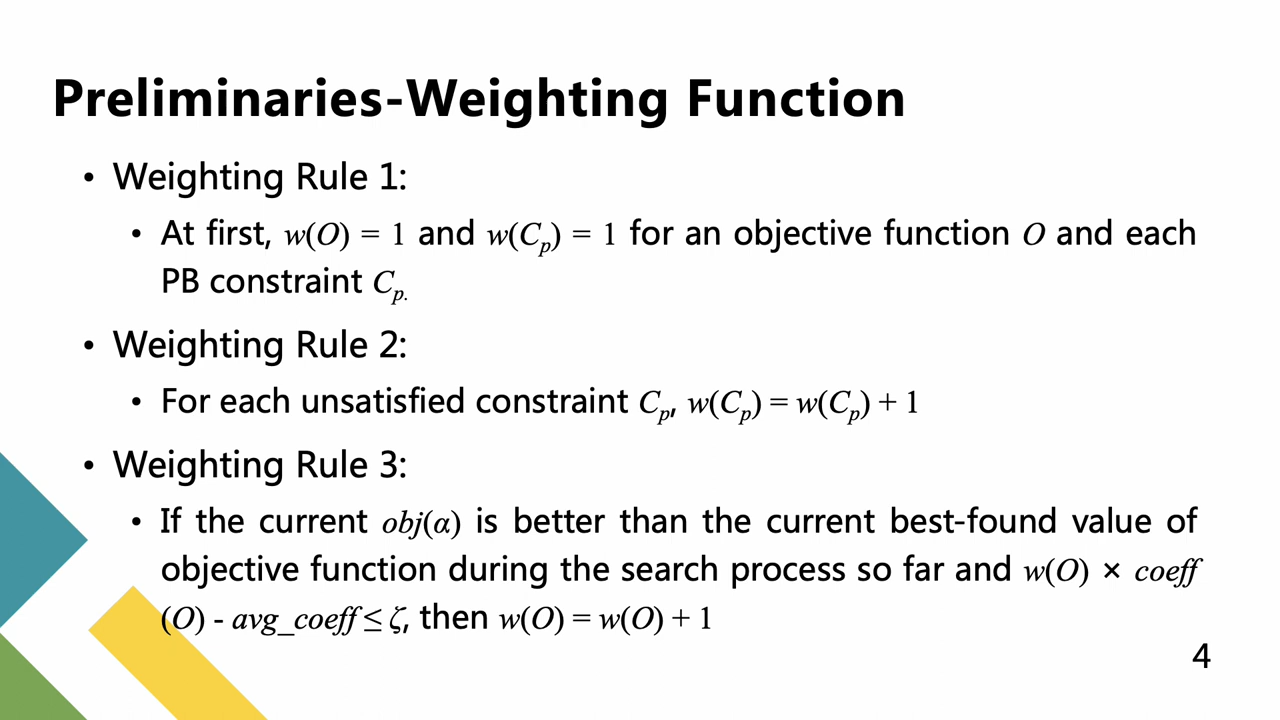 Preliminaries-Weighting Function
• Weighting Rule 1:
• At first, w(O) = 1 and w(Cp) = 1 for an objective function O and each
PB constraint Cp.
• Weighting Rule 2:
• For each unsatisfied constraint Cp, w(Cp) = w(Cp) + 1
• Weighting Rule 3:
• If the current obj(α) is better than the current best-found value of
objective function during the search process so far and w(O) × coeff
(O) - avg_coeff ≤ ζ, then w(O) = w(O) + 1
4